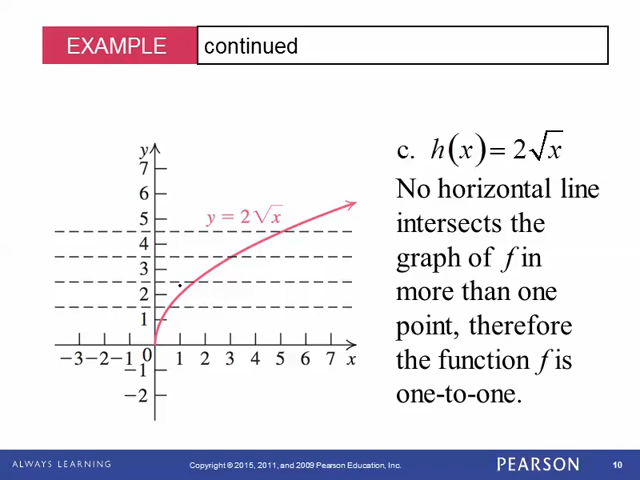 EXAMPLE continued
y
7
6
5
4
3
2
1
y = 2√x
−3 −2 −1 0 1 2 3 4 5 6 7 x
−1
−2
c. h(x) = 2√x
No horizontal line
intersects the
graph of f in
more than one
point, therefore
the function f is
one-to-one.
ALWAYS LEARNING Copyright © 2015, 2011, and 2009 Pearson Education, Inc. PEARSON 10